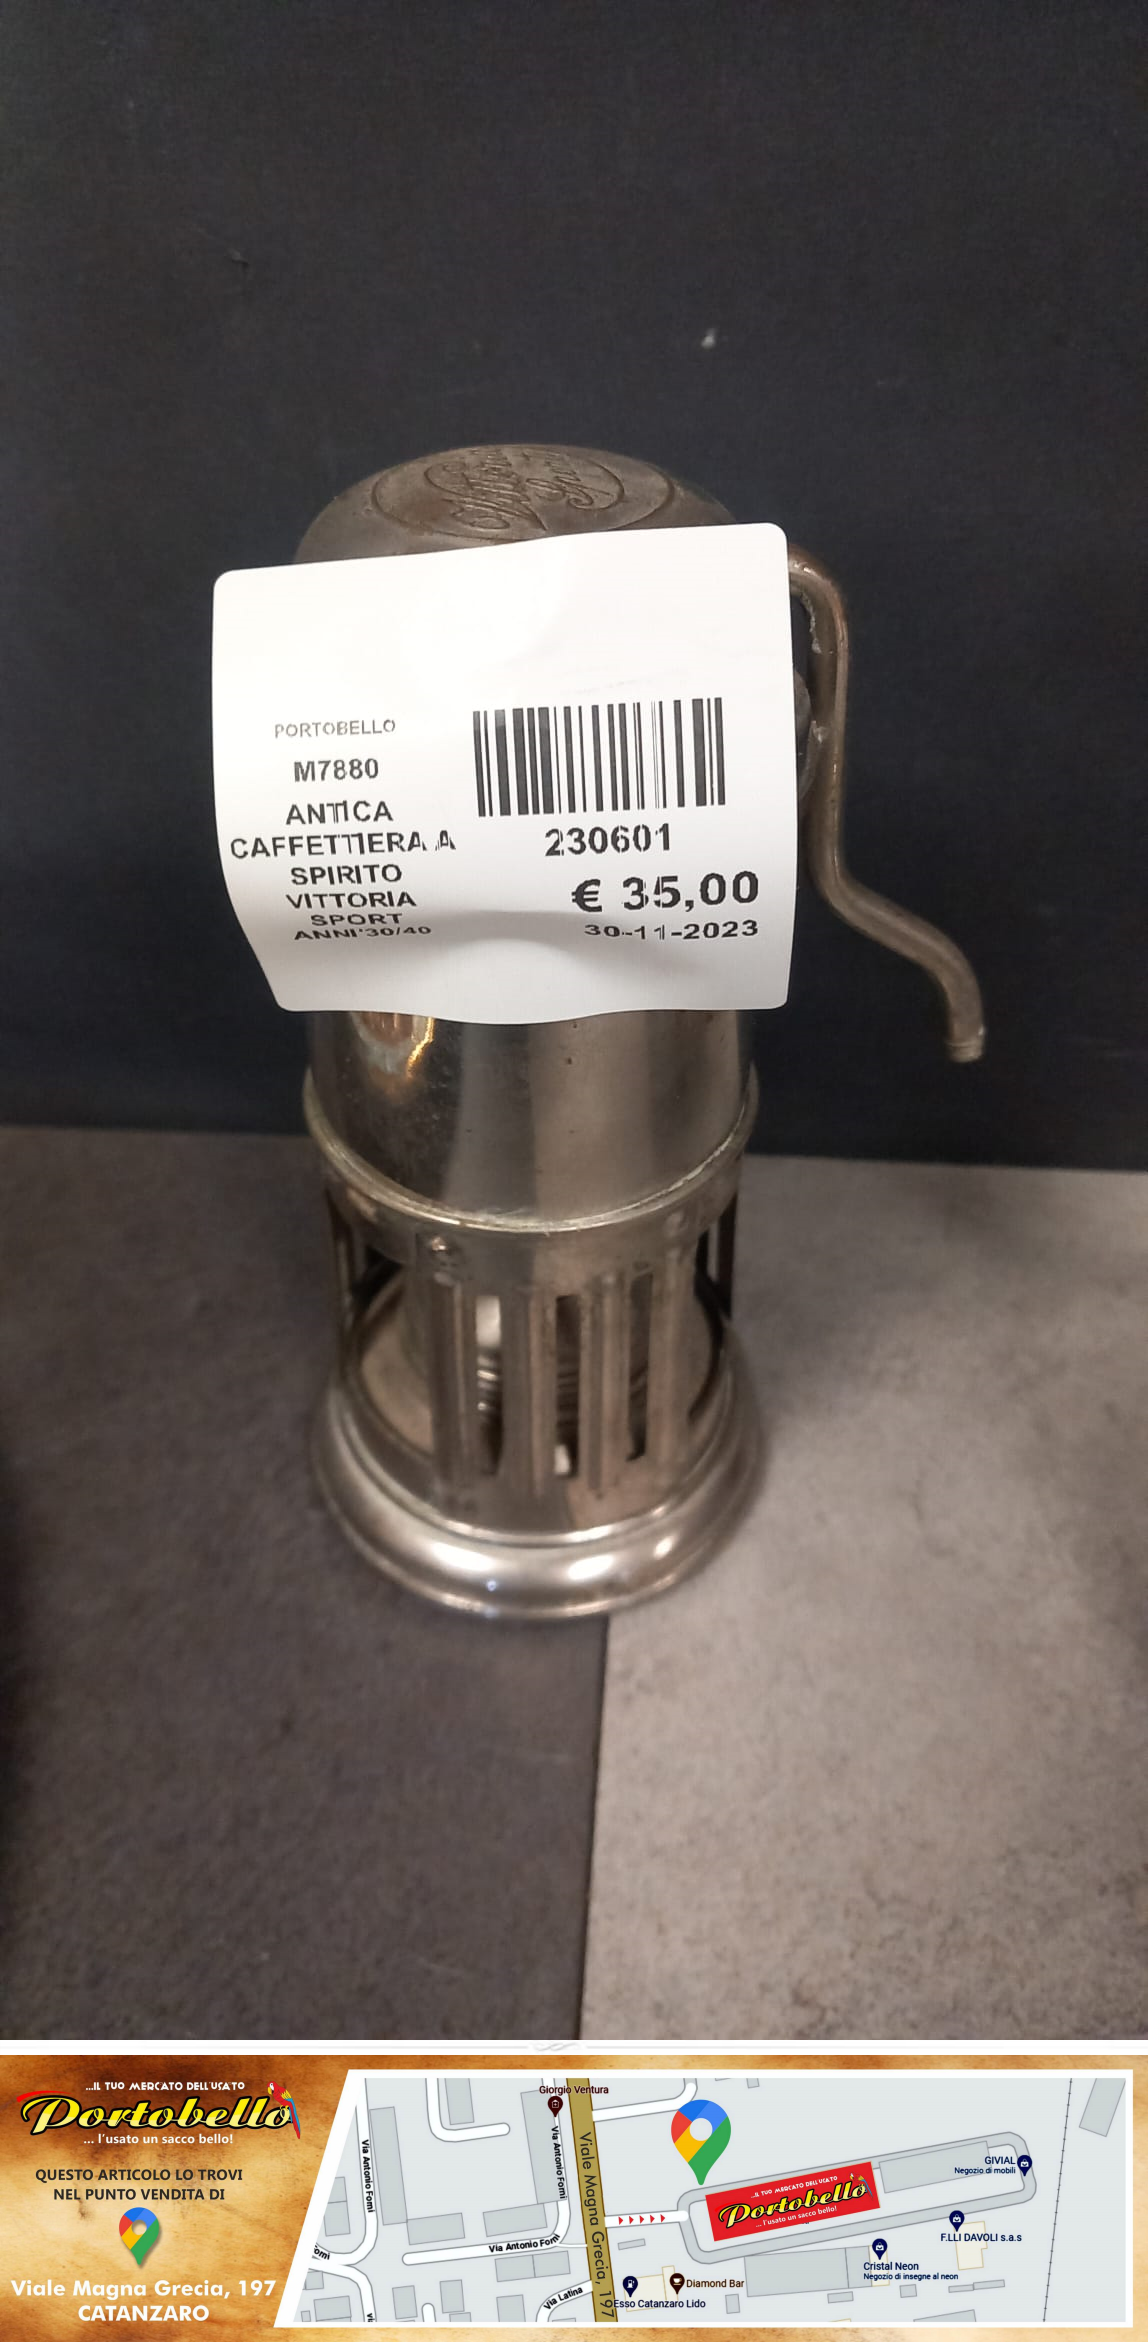 Vittoria
Sport
PORTOBELLO
M7880
ANTICA
CAFFETTIERA A
SPIRITO
VITTORIA
SPORT
ANNI'30/40
230601
€ 35,00
30-11-2023
...IL TUO MERCATO DELL'USATO
Portobello
... l'usato un sacco bello!
QUESTO ARTICOLO LO TROVI
NEL PUNTO VENDITA DI
Viale Magna Grecia, 197
CATANZARO
Giorgio Ventura
Via Antonio Forni
Via Antonio Forni
Viale Magna Grecia, 197
...IL TUO MERCATO DELL'USATO
Portobello
... l'usato un sacco bello!
GIVIAL
Negozio di mobili
F.LLI DAVOLI s.a.s
Via Antonio Forni
Forni
Cristal Neon
Negozio di insegne al neon
Diamond Bar
Esso Catanzaro Lido
Via Latina